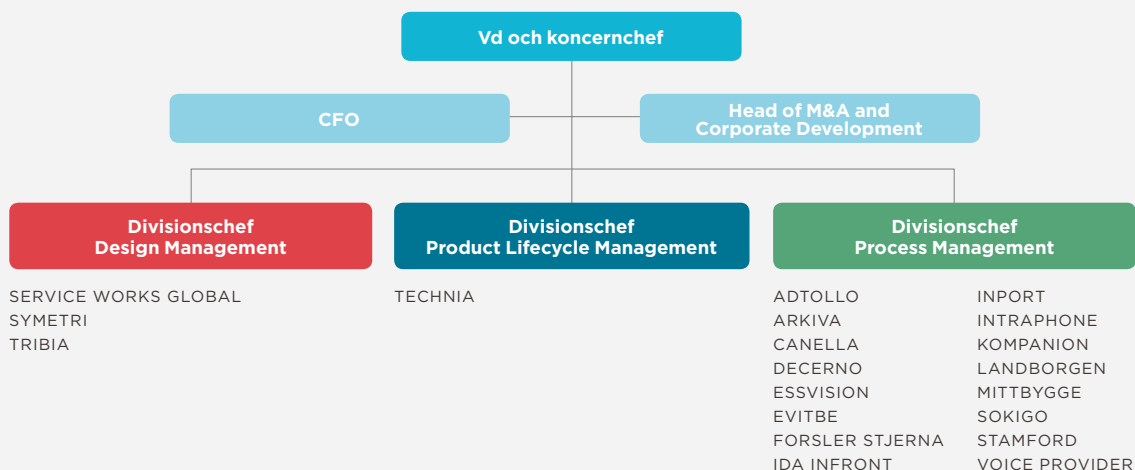 Vd och koncernchef
CFO
Head of M&A and
Corporate Development
Divisionschef
Design Management
Divisionschef
Product Lifecycle Management
Divisionschef
Process Management
SERVICE WORKS GLOBAL
SYMETRI
TRIBIA
TECHNIA
ADTOLLO
ARKIVA
CANELLA
DECERNO
ESSVISION
EVITBE
FORSLER STJERNA
IDA INFRONT
INPORT
INTRAPHONE
KOMPANION
LANDBORGEN
MITTBYGGE
SOKIGO
STAMFORD
VOICE PROVIDER